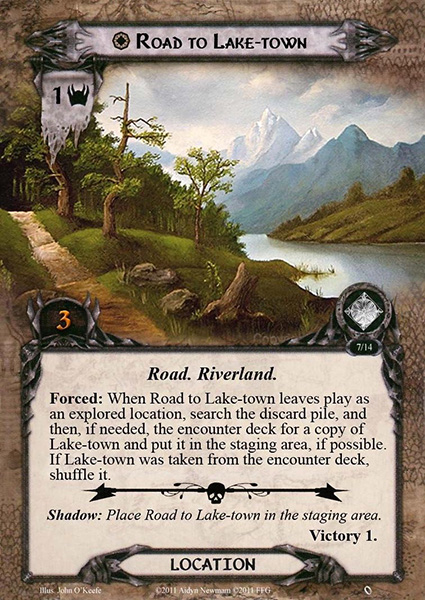 Road to Lake-town
1
3
7/14
Road. Riverland.
Forced: When Road to Lake-town leaves play as
an explored location, search the discard pile, and
then, if needed, the encounter deck for a copy of
Lake-town and put it in the staging area, if possible.
If Lake-town was taken from the encounter deck,
shuffle it.
Shadow: Place Road to Lake-town in the staging area.
Victory 1.
LOCATION
Illus. John O'Keefe
©2011 Aidyn Newman ©2011 FFG